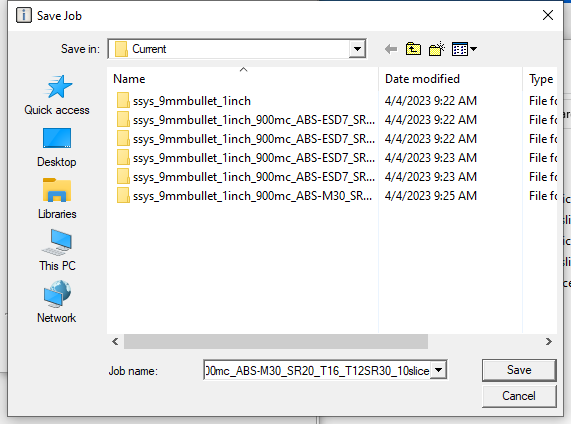 Save Job
Save in: Current
Name Date modified Type
ssys_9mmbullet_1inch 4/4/2023 9:22 AM File fo
ssys_9mmbullet_1inch_900mc_ABS-ESD7_SR... 4/4/2023 9:22 AM File fo
ssys_9mmbullet_1inch_900mc_ABS-ESD7_SR... 4/4/2023 9:22 AM File fo
ssys_9mmbullet_1inch_900mc_ABS-ESD7_SR... 4/4/2023 9:23 AM File fo
ssys_9mmbullet_1inch_900mc_ABS-ESD7_SR... 4/4/2023 9:23 AM File fo
ssys_9mmbullet_1inch_900mc_ABS-M30_SR... 4/4/2023 9:25 AM File fo
Quick access
Desktop
Libraries
This PC
Network
Job name: 00mc_ABS-M30_SR20_T16_T12SR30_10slice
Save
Cancel